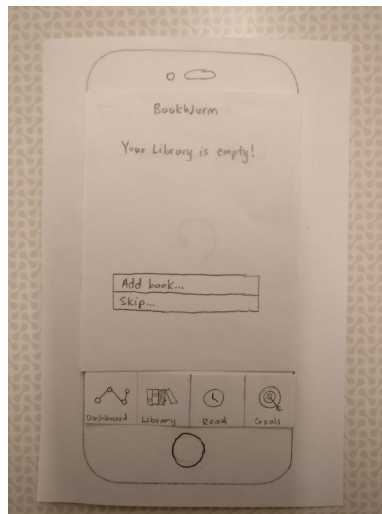 BookWurm
Your Library is empty!
Add book...
Skip...
Dashboard Library Read Goals